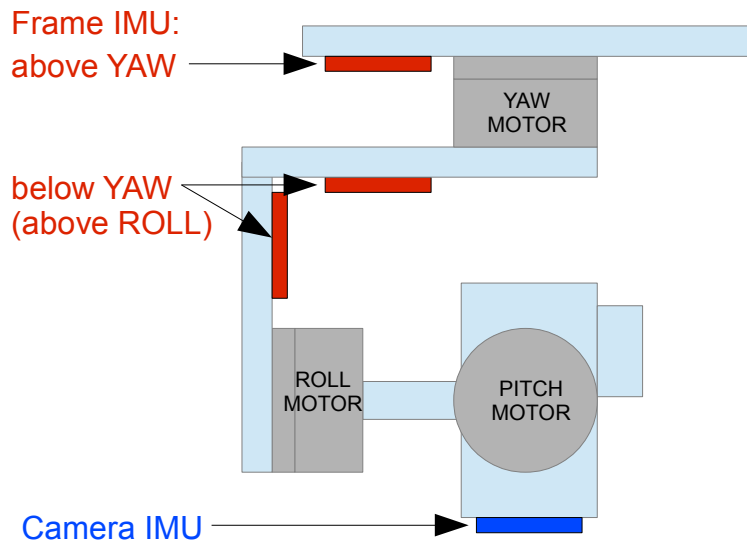 Frame IMU:
above YAW
YAW
MOTOR
below YAW
(above ROLL)
ROLL
MOTOR
PITCH
MOTOR
Camera IMU